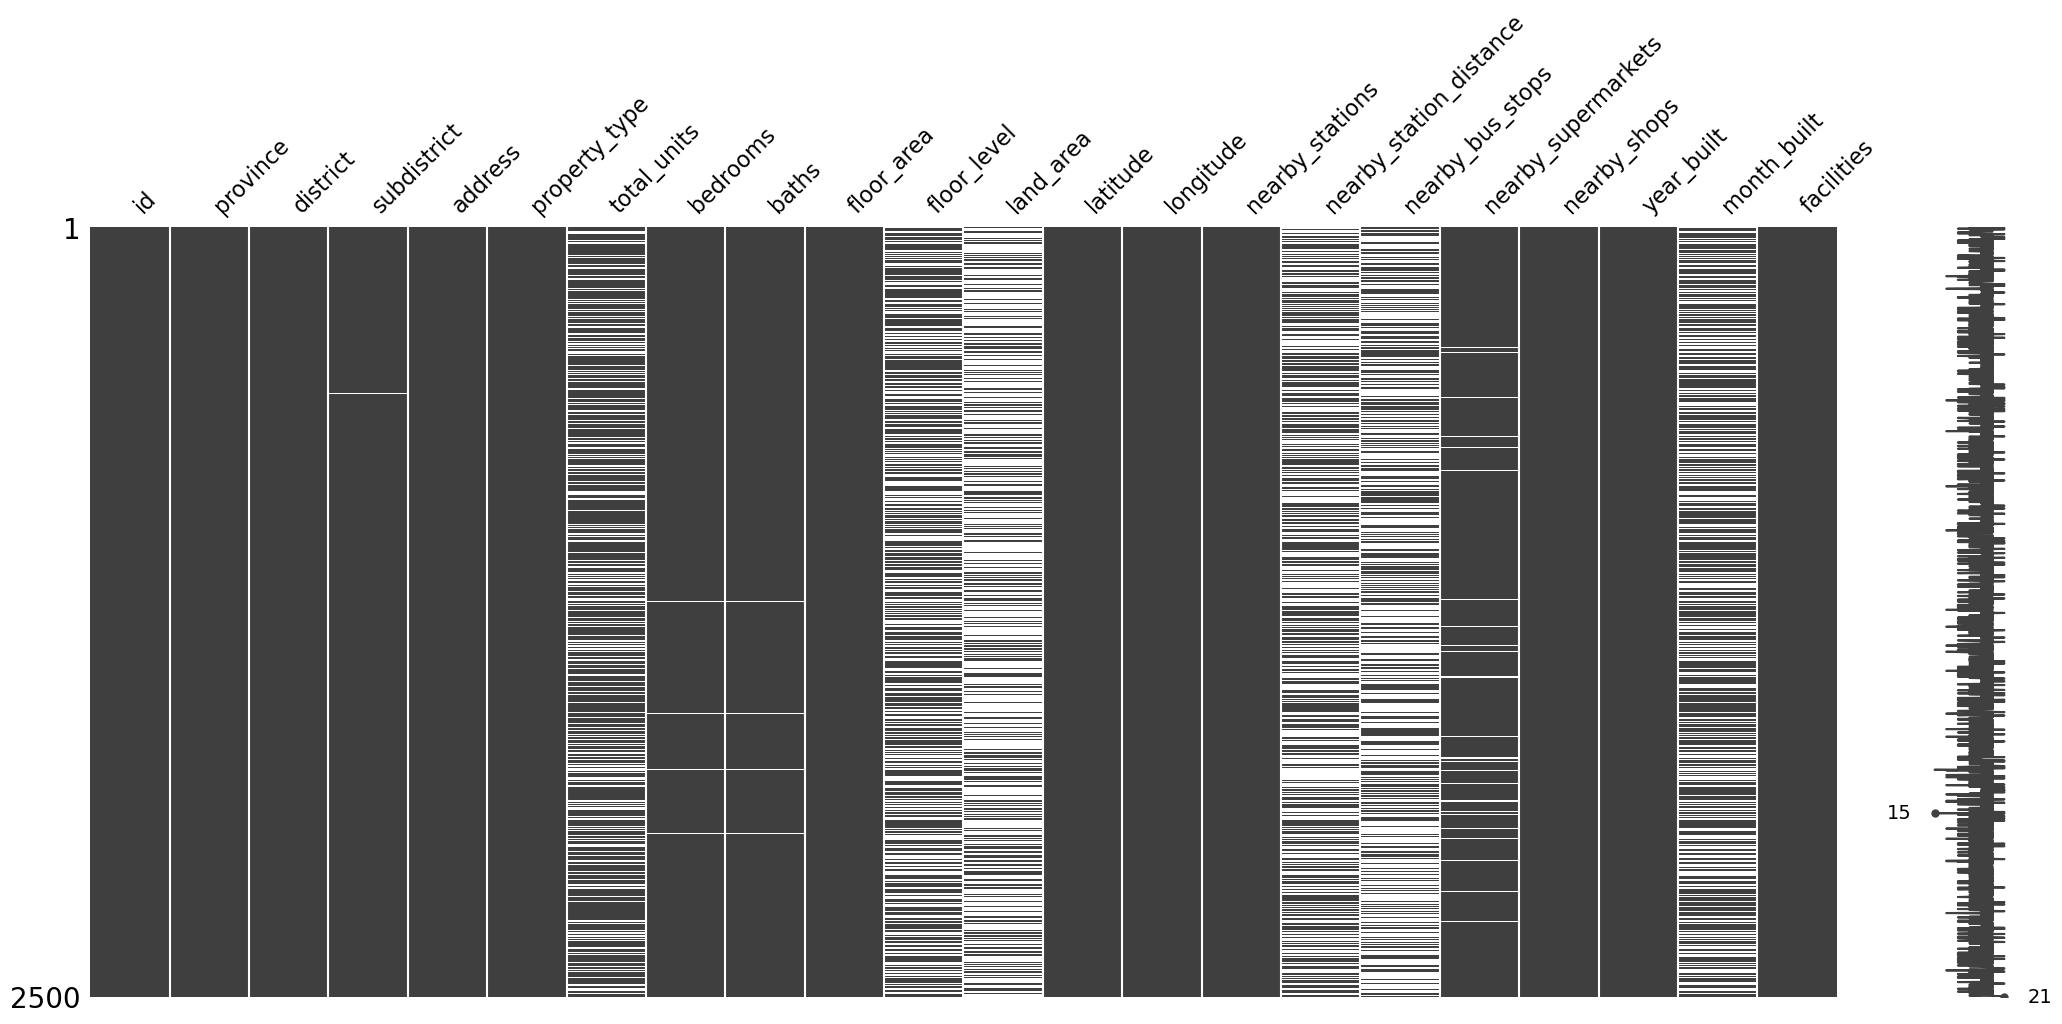 id
province
district
subdistrict
address
property_type
total_units
bedrooms
baths
floor_area
floor_level
land_area
latitude
longitude
nearby_stations
nearby_station_distance
nearby_bus_stops
nearby_supermarkets
nearby_shops
year_built
month_built
facilities
1
15
2500
21